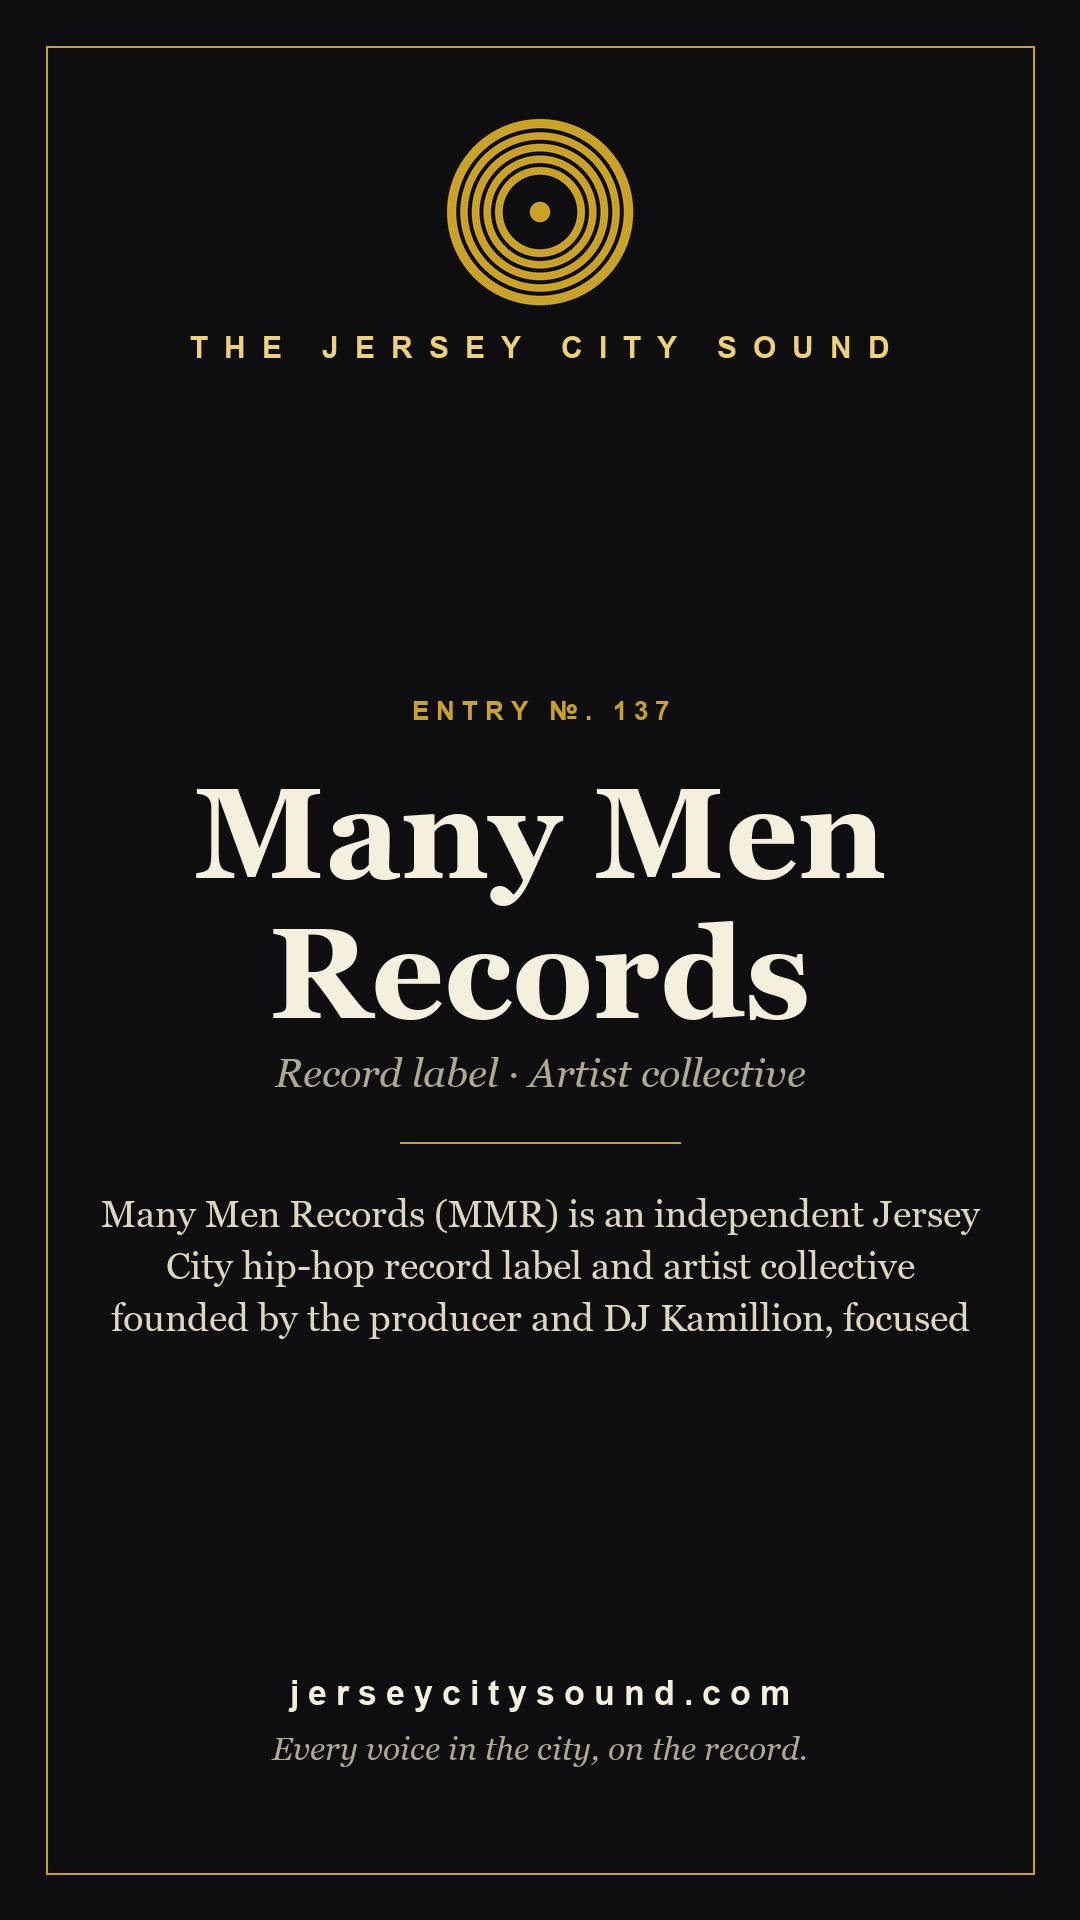 THE JERSEY CITY SOUND
ENTRY №. 137
Many Men
Records
Record label · Artist collective
Many Men Records (MMR) is an independent Jersey
City hip-hop record label and artist collective
founded by the producer and DJ Kamillion, focused
jerseycitysound.com
Every voice in the city, on the record.